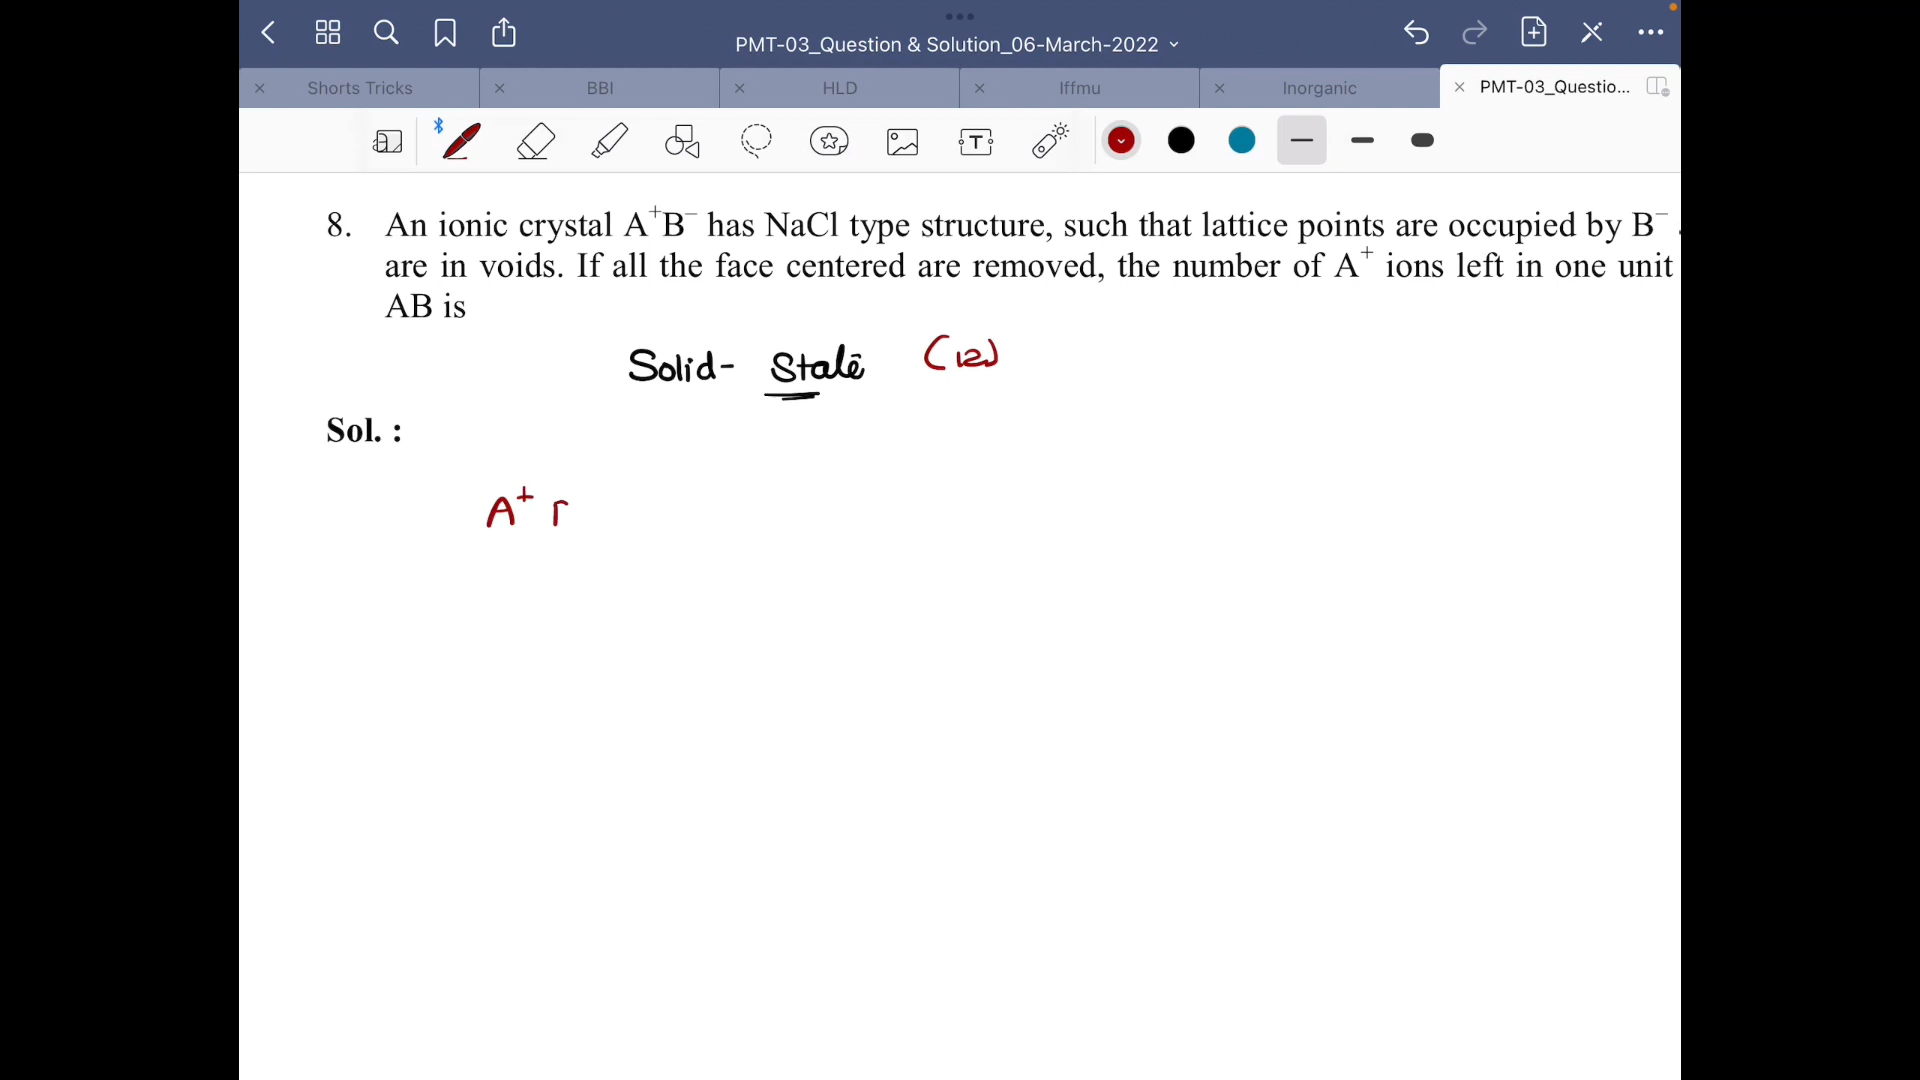 PMT-03_Question & Solution_06-March-2022
Shorts Tricks
BBI
HLD
Iffmu
Inorganic
PMT-03_Questio...
8. An ionic crystal A⁺B⁻ has NaCl type structure, such that lattice points are occupied by B⁻
are in voids. If all the face centered are removed, the number of A⁺ ions left in one unit
AB is
Solid- State (12)
Sol. :
A⁺